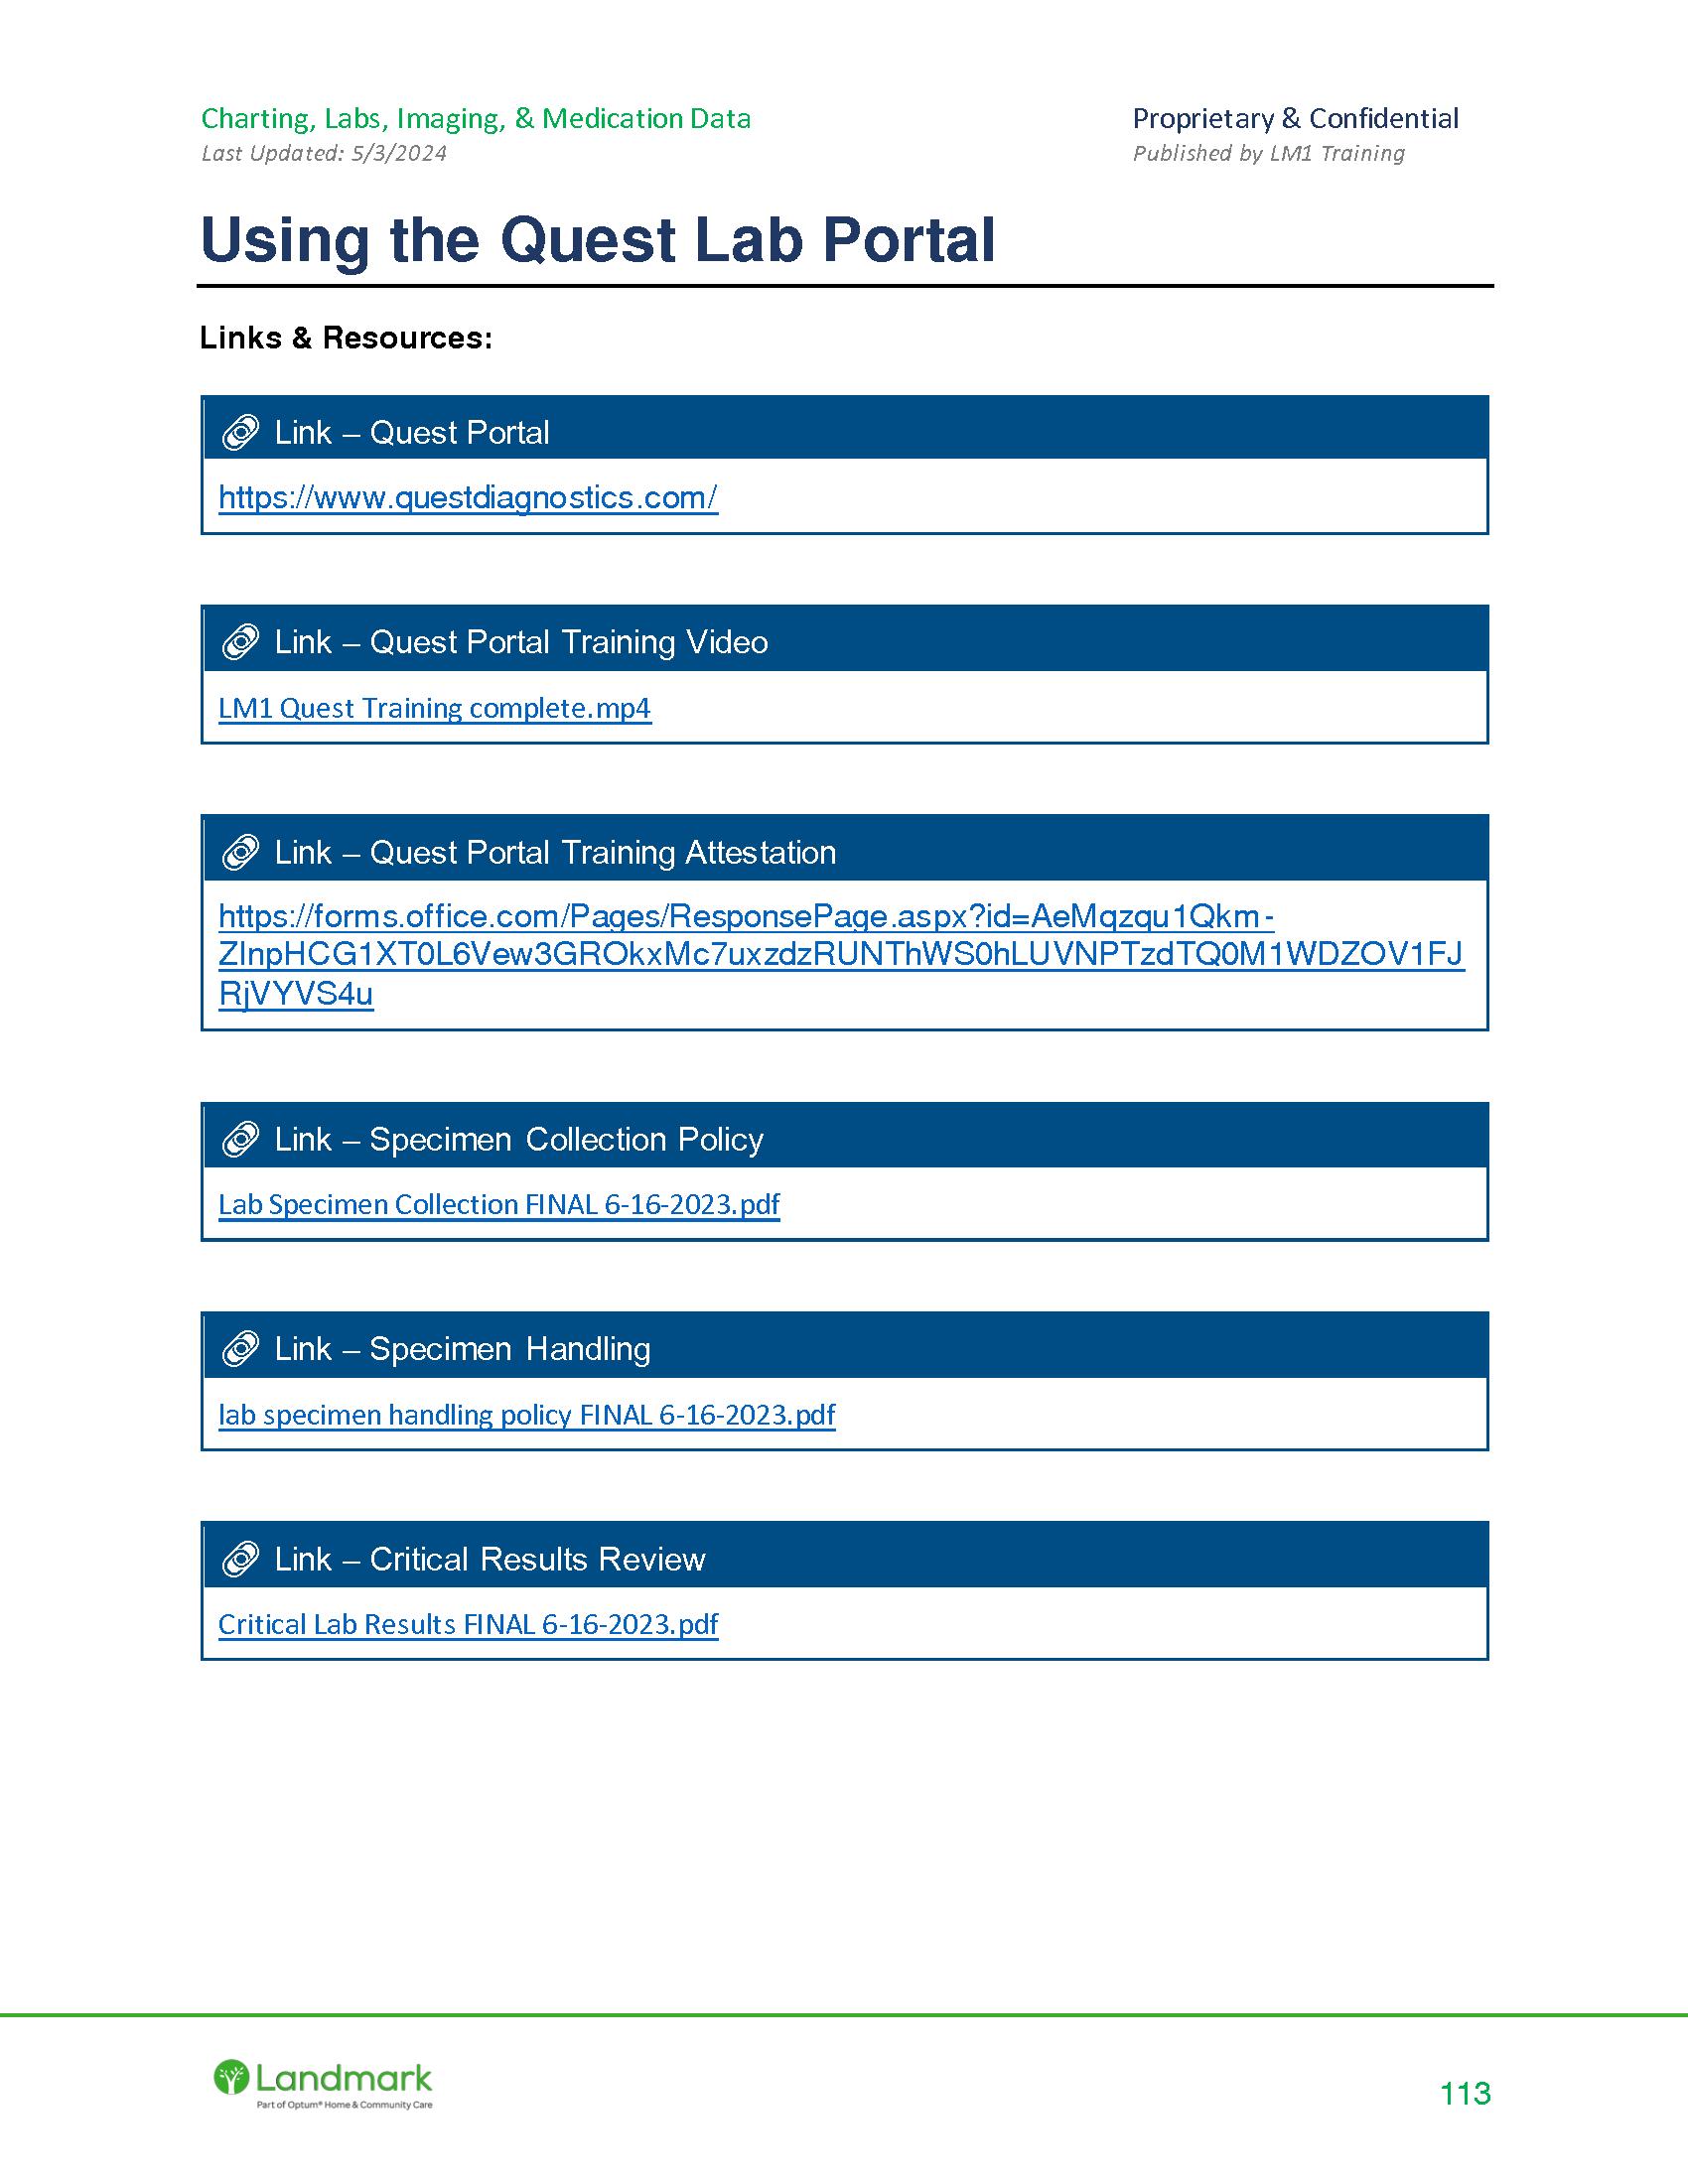 Charting, Labs, Imaging, & Medication Data
Proprietary & Confidential
Last Updated: 5/3/2024
Published by LM1 Training
Using the Quest Lab Portal
Links & Resources:
Link – Quest Portal
https://www.questdiagnostics.com/
Link – Quest Portal Training Video
LM1 Quest Training complete.mp4
Link – Quest Portal Training Attestation
https://forms.office.com/Pages/ResponsePage.aspx?id=AeMqzqu1Qkm-
ZInpHCG1XT0L6Vew3GROkxMc7uxzdzRUNThWS0hLUVNPTzdTQ0M1WDZOV1FJ
RjVYVS4u
Link – Specimen Collection Policy
Lab Specimen Collection FINAL 6-16-2023.pdf
Link – Specimen Handling
lab specimen handling policy FINAL 6-16-2023.pdf
Link – Critical Results Review
Critical Lab Results FINAL 6-16-2023.pdf
Landmark
Part of Optum® Home & Community Care
113